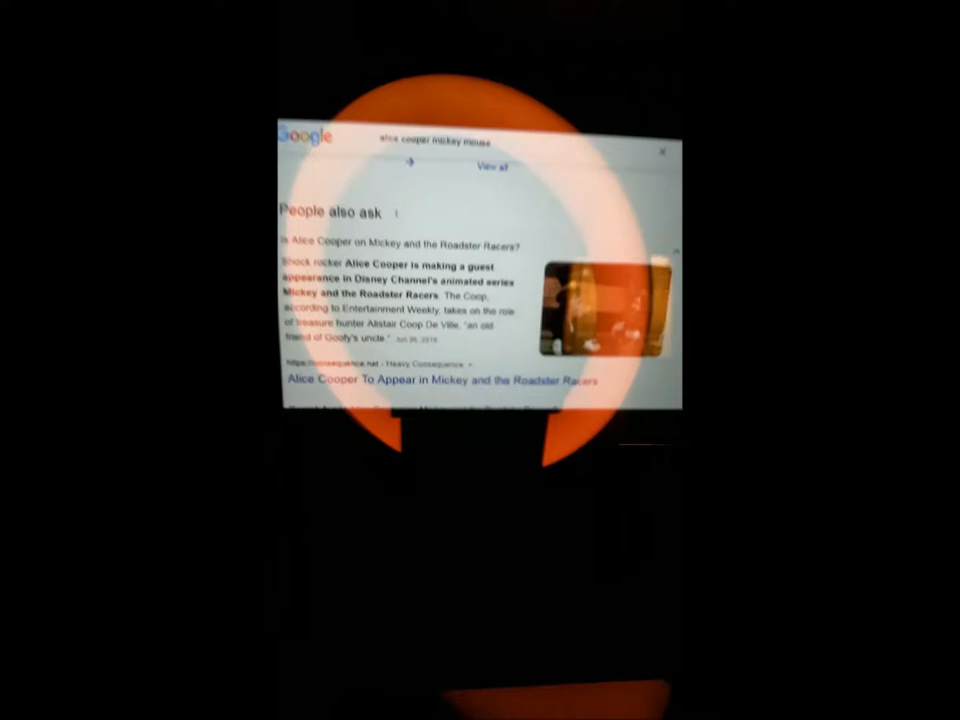 Google
alice cooper mickey mouse
View all
People also ask
Is Alice Cooper on Mickey and the Roadster Racers?
Shock rocker Alice Cooper is making a guest
appearance in Disney Channel's animated series
Mickey and the Roadster Racers. The Coop,
according to Entertainment Weekly, takes on the role
of treasure hunter Alistair Coop De Ville, "an old
friend of Goofy's uncle."
https://consequence.net › Heavy Consequence
Alice Cooper To Appear in Mickey and the Roadster Racers